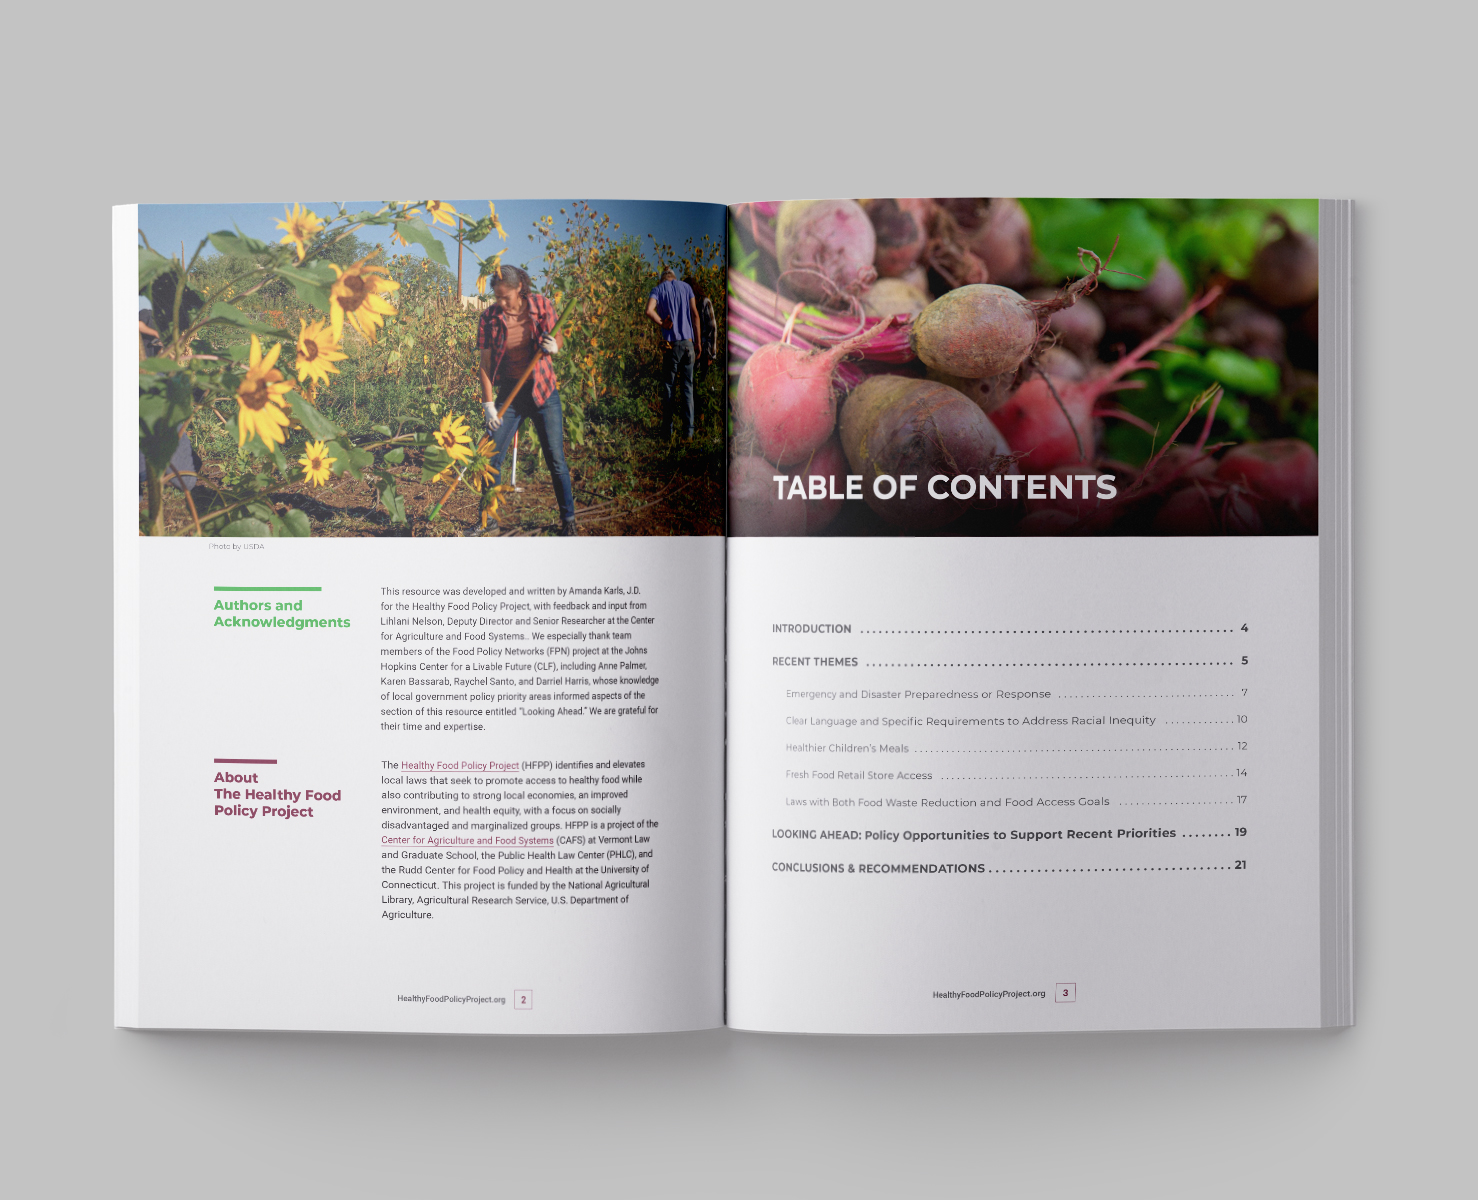 Photo by USDA
Authors and
Acknowledgments
This resource was developed and written by Amanda Karls, J.D.
for the Healthy Food Policy Project, with feedback and input from
Lihlani Nelson, Deputy Director and Senior Researcher at the Center
for Agriculture and Food Systems.. We especially thank team
members of the Food Policy Networks (FPN) project at the Johns
Hopkins Center for a Livable Future (CLF), including Anne Palmer,
Karen Bassarab, Raychel Santo, and Darriel Harris, whose knowledge
of local government policy priority areas informed aspects of the
section of this resource entitled "Looking Ahead." We are grateful for
their time and expertise.
About
The Healthy Food
Policy Project
The Healthy Food Policy Project (HFPP) identifies and elevates
local laws that seek to promote access to healthy food while
also contributing to strong local economies, an improved
environment, and health equity, with a focus on socially
disadvantaged and marginalized groups. HFPP is a project of the
Center for Agriculture and Food Systems (CAFS) at Vermont Law
and Graduate School, the Public Health Law Center (PHLC), and
the Rudd Center for Food Policy and Health at the University of
Connecticut. This project is funded by the National Agricultural
Library, Agricultural Research Service, U.S. Department of
Agriculture.
HealthyFoodPolicyProject.org 2
TABLE OF CONTENTS
INTRODUCTION 4
RECENT THEMES 5
Emergency and Disaster Preparedness or Response 7
Clear Language and Specific Requirements to Address Racial Inequity 10
Healthier Children's Meals 12
Fresh Food Retail Store Access 14
Laws with Both Food Waste Reduction and Food Access Goals 17
LOOKING AHEAD: Policy Opportunities to Support Recent Priorities 19
CONCLUSIONS & RECOMMENDATIONS 21
HealthyFoodPolicyProject.org 3